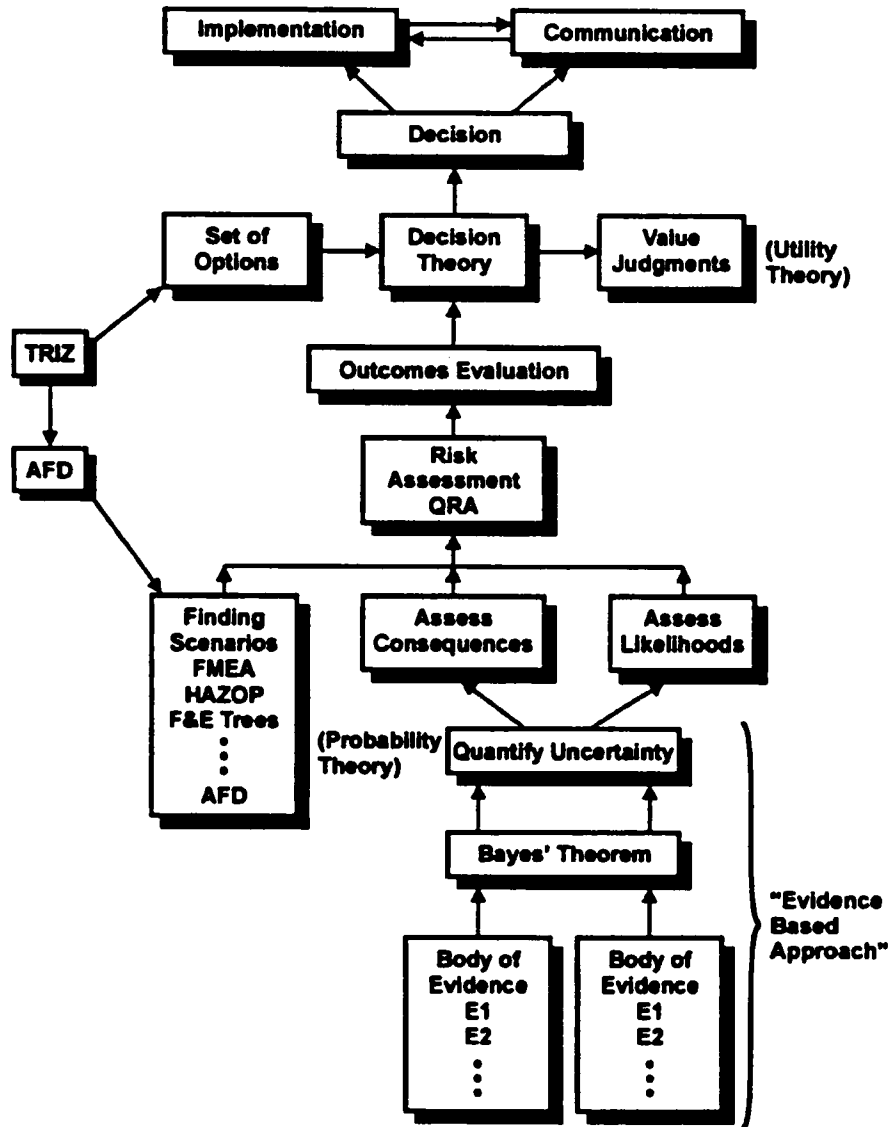 Implementation
Communication
Decision
Set of
Options
Decision
Theory
Value
Judgments
(Utility
Theory)
TRIZ
Outcomes Evaluation
AFD
Risk
Assessment
QRA
Finding
Scenarios
FMEA
HAZOP
F&E Trees
•
•
•
AFD
Assess
Consequences
Assess
Likelihoods
(Probability
Theory)
Quantify Uncertainty
Bayes' Theorem
"Evidence
Based
Approach"
Body of
Evidence
E1
E2
•
•
•
Body of
Evidence
E1
E2
•
•
•